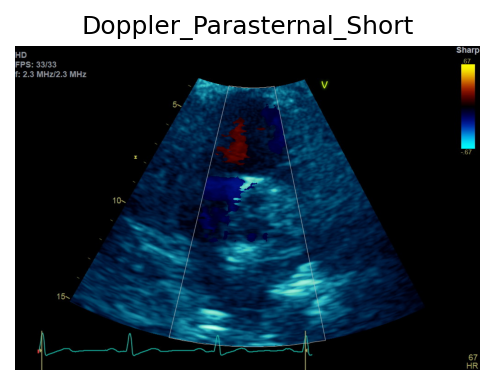 Doppler_Parasternal_Short
HD
FPS: 33/33
f: 2.3 MHz/2.3 MHz
Sharp
67
V
5
10
15
-67
67
HR